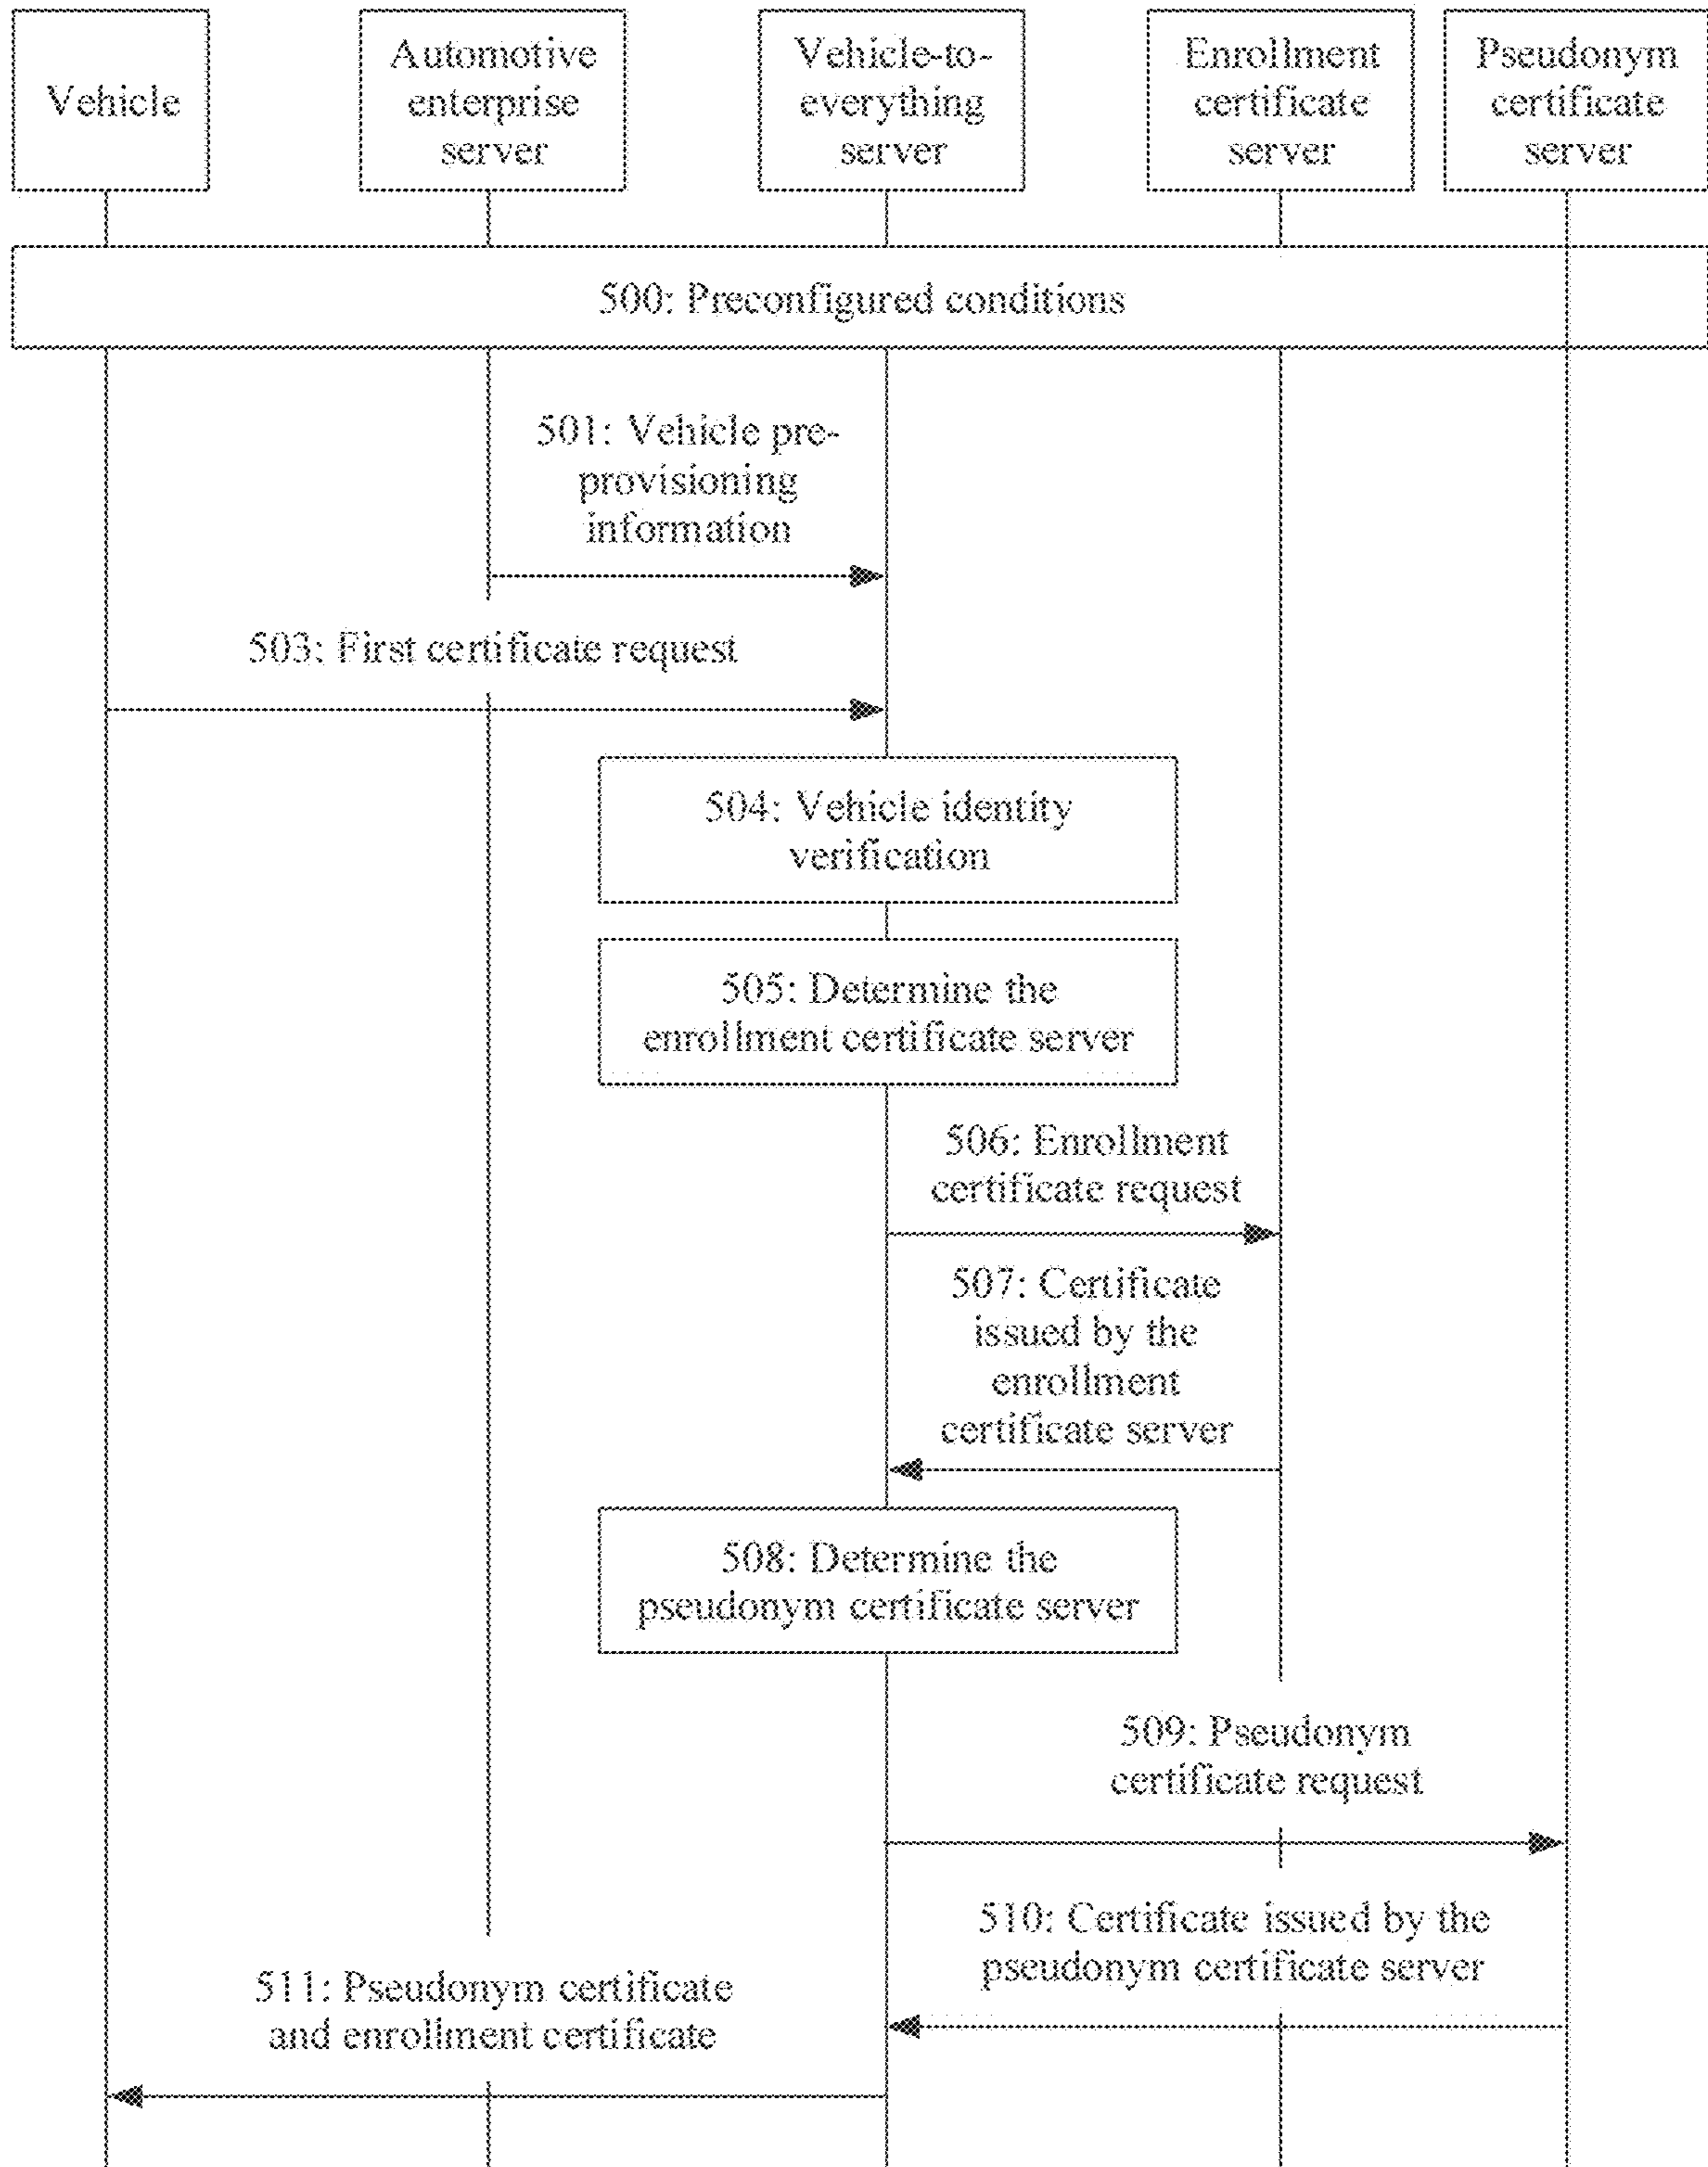 Vehicle
Automotive
enterprise
server
Vehicle-to-
everything
server
Enrollment
certificate
server
Pseudonym
certificate
server
500: Preconfigured conditions
501: Vehicle pre-
provisioning
information
503: First certificate request
504: Vehicle identity
verification
505: Determine the
enrollment certificate server
506: Enrollment
certificate request
507: Certificate
issued by the
enrollment
certificate server
508: Determine the
pseudonym certificate server
509: Pseudonym
certificate request
510: Certificate issued by the
pseudonym certificate server
511: Pseudonym certificate
and enrollment certificate